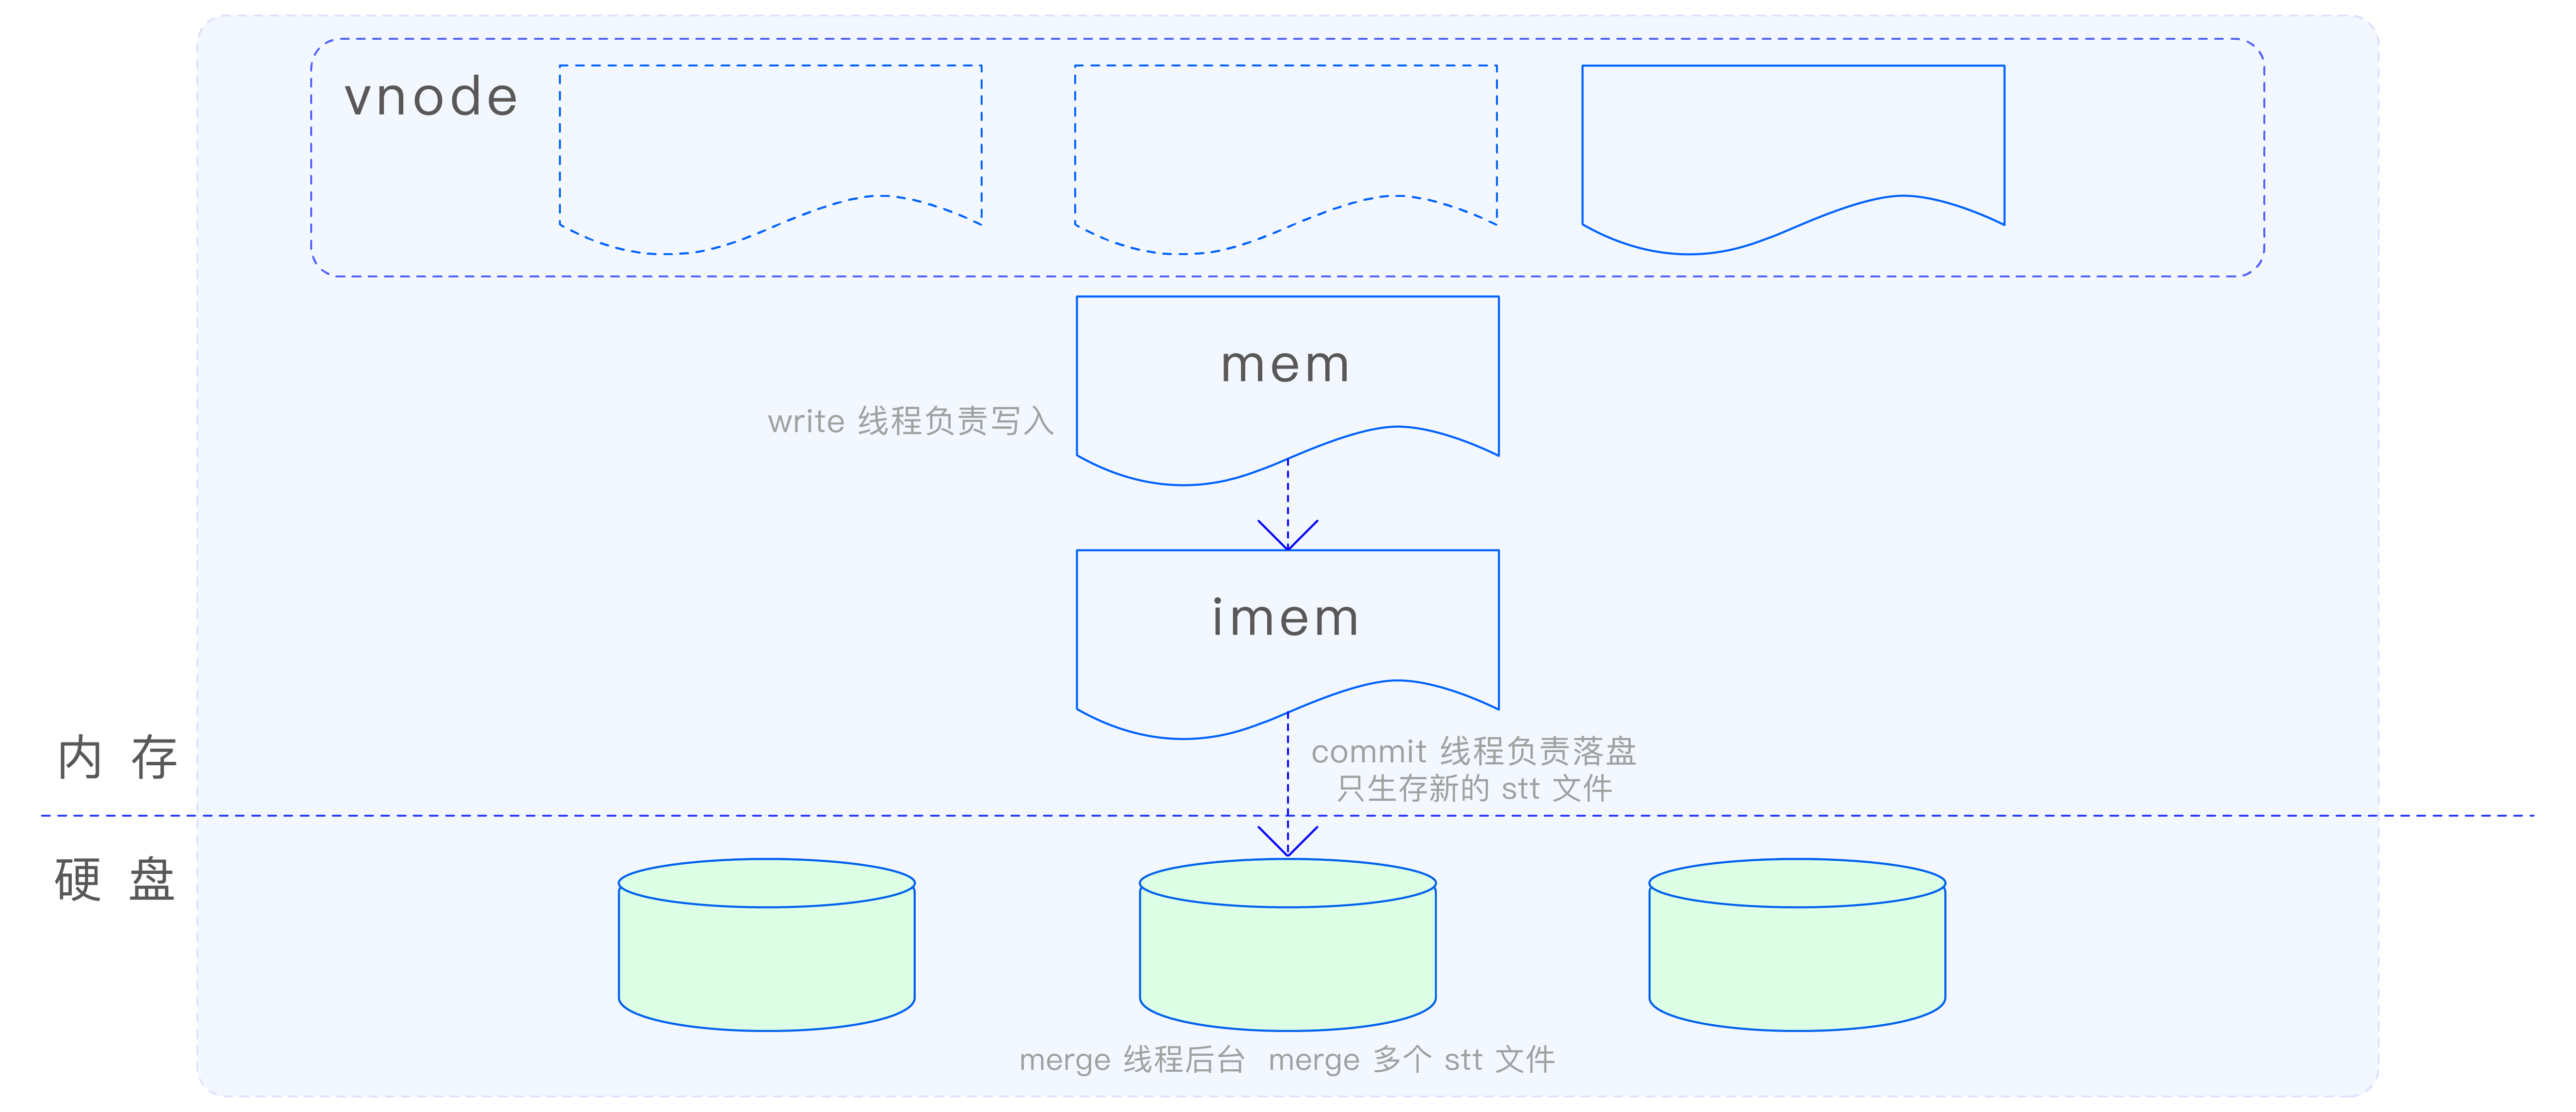 vnode
mem
write 线程负责写入
imem
内 存
commit 线程负责落盘
只生存新的 stt 文件
硬 盘
merge 线程后台 merge 多个 stt 文件